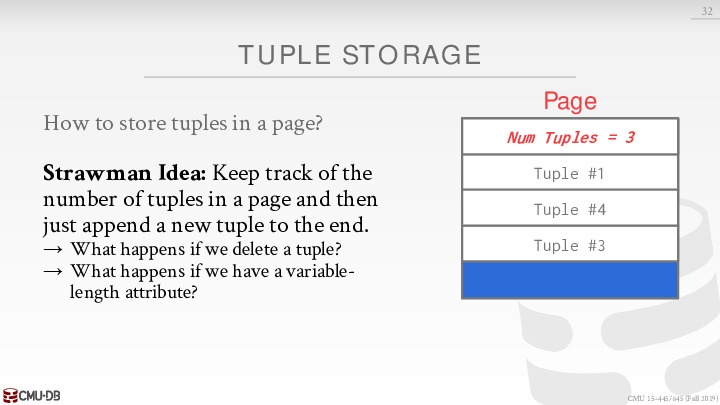 32
TUPLE STORAGE
How to store tuples in a page?
Strawman Idea: Keep track of the
number of tuples in a page and then
just append a new tuple to the end.
→ What happens if we delete a tuple?
→ What happens if we have a variable-
length attribute?
Page
Num Tuples = 3
Tuple #1
Tuple #4
Tuple #3
CMU·DB
CMU 15-445/645 (Fall 2019)